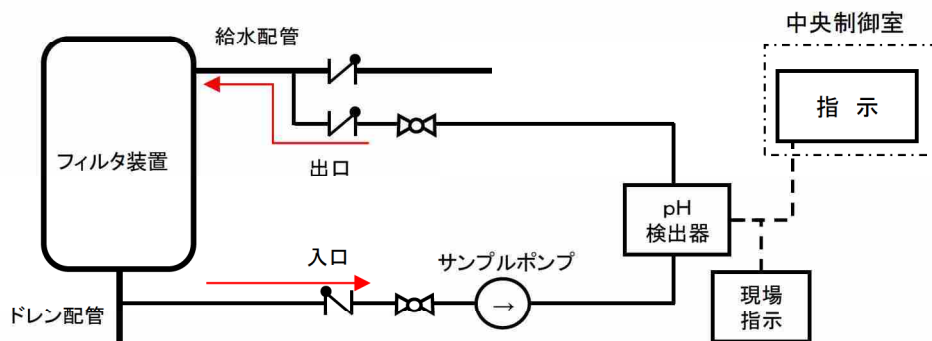 中央制御室
給水配管
指 示
フィルタ装置
出口
pH
検出器
入口
サンプルポンプ
→
ドレン配管
現場
指示